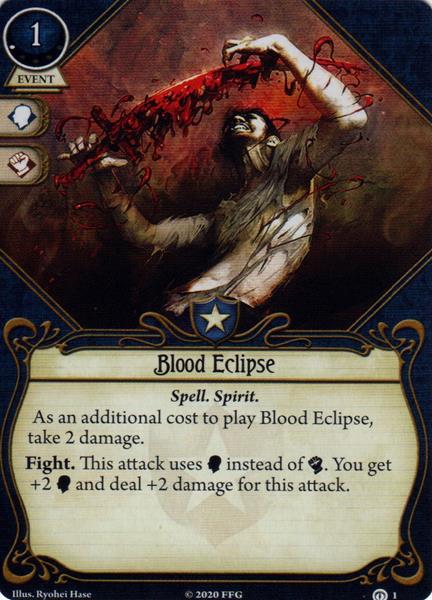 1
EVENT
Blood Eclipse
Spell. Spirit.
As an additional cost to play Blood Eclipse,
take 2 damage.
Fight. This attack uses instead of . You get
+2 and deal +2 damage for this attack.
Illus. Ryohei Hase
© 2020 FFG
1